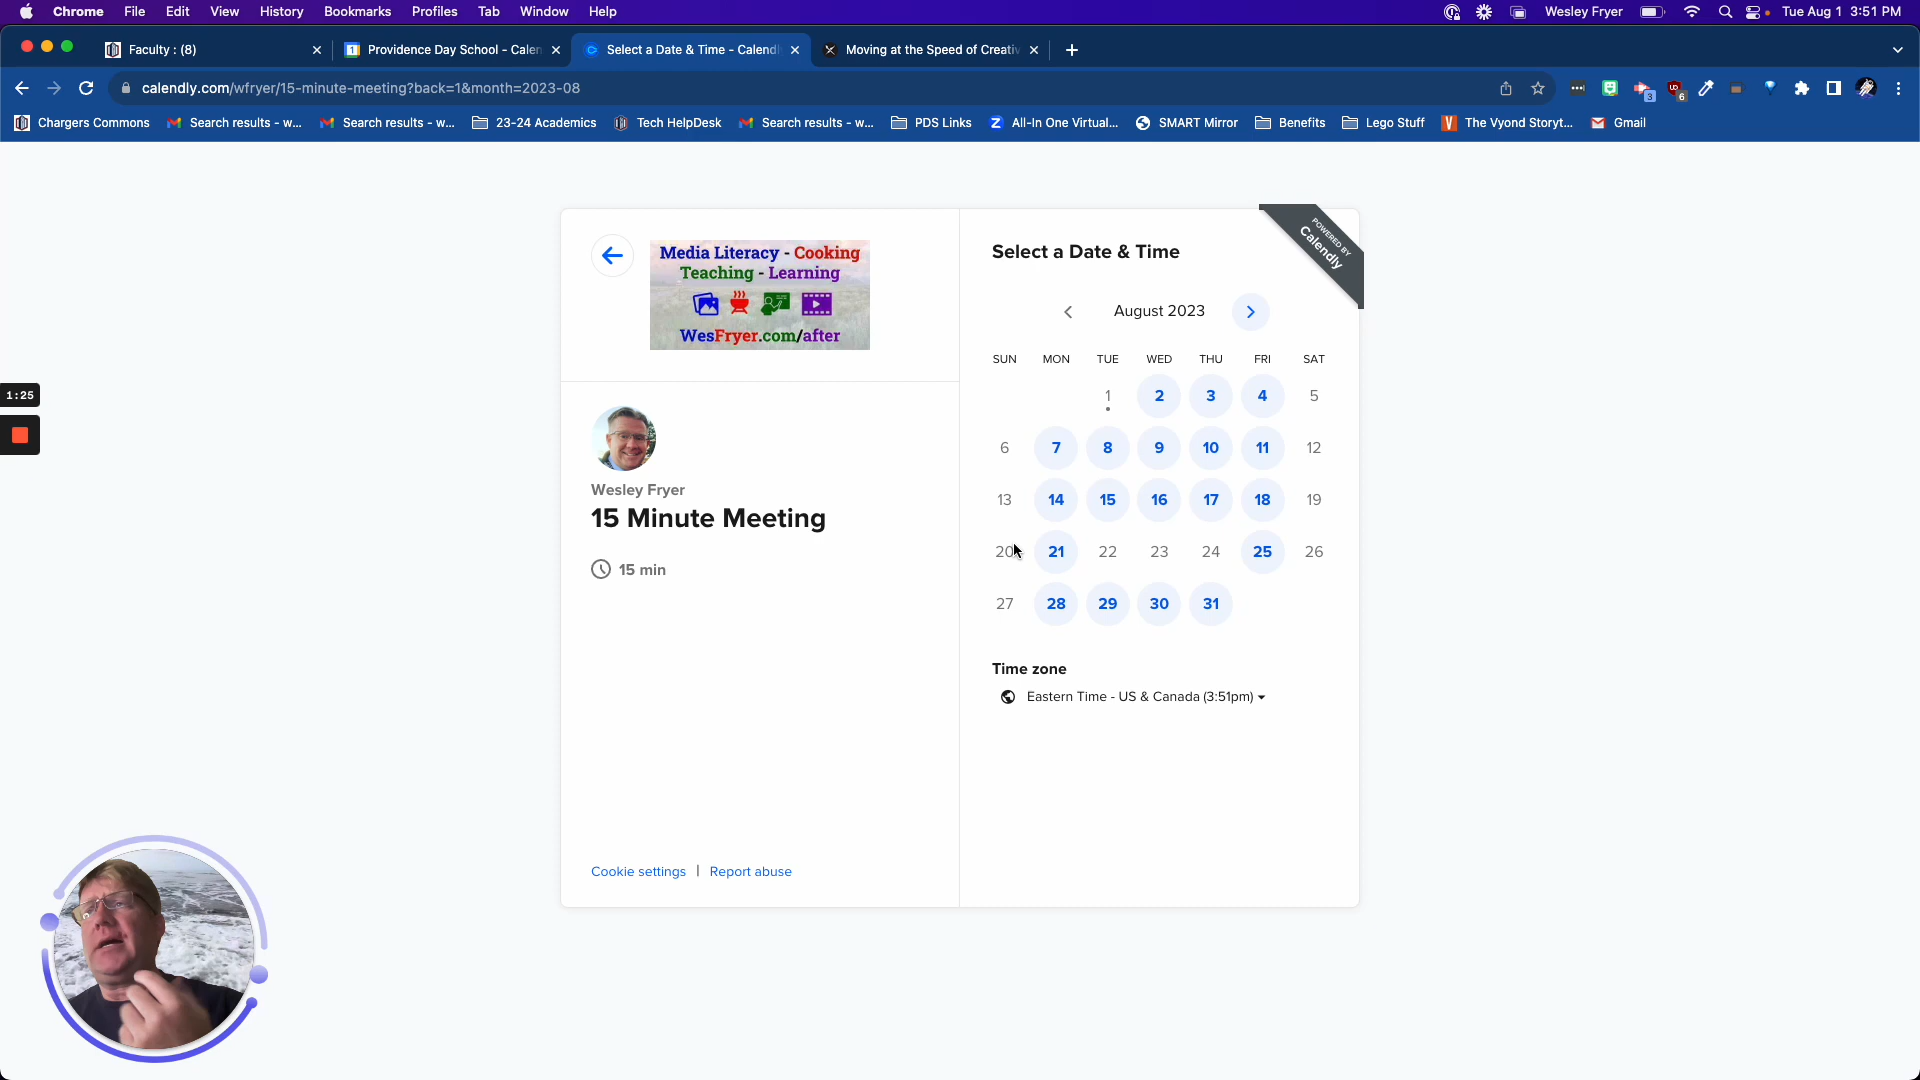 Chrome File Edit View History Bookmarks Profiles Tab Window Help Wesley Fryer Tue Aug 1 3:51 PM
Faculty : (8) Providence Day School - Calen Select a Date & Time - Calendl Moving at the Speed of Creativ
calendly.com/wfryer/15-minute-meeting?back=1&month=2023-08 3 6
Chargers Commons Search results - w... Search results - w... 23-24 Academics Tech HelpDesk Search results - w... PDS Links All-In One Virtual... SMART Mirror Benefits Lego Stuff The Vyond Storyt... Gmail
Media Literacy - Cooking
Teaching - Learning
WesFryer.com/after
Wesley Fryer
15 Minute Meeting
15 min
Cookie settings | Report abuse
POWERED BY
Calendly
Select a Date & Time
August 2023
SUN MON TUE WED THU FRI SAT
1 2 3 4 5
6 7 8 9 10 11 12
13 14 15 16 17 18 19
20 21 22 23 24 25 26
27 28 29 30 31
Time zone
Eastern Time - US & Canada (3:51pm)
1:25